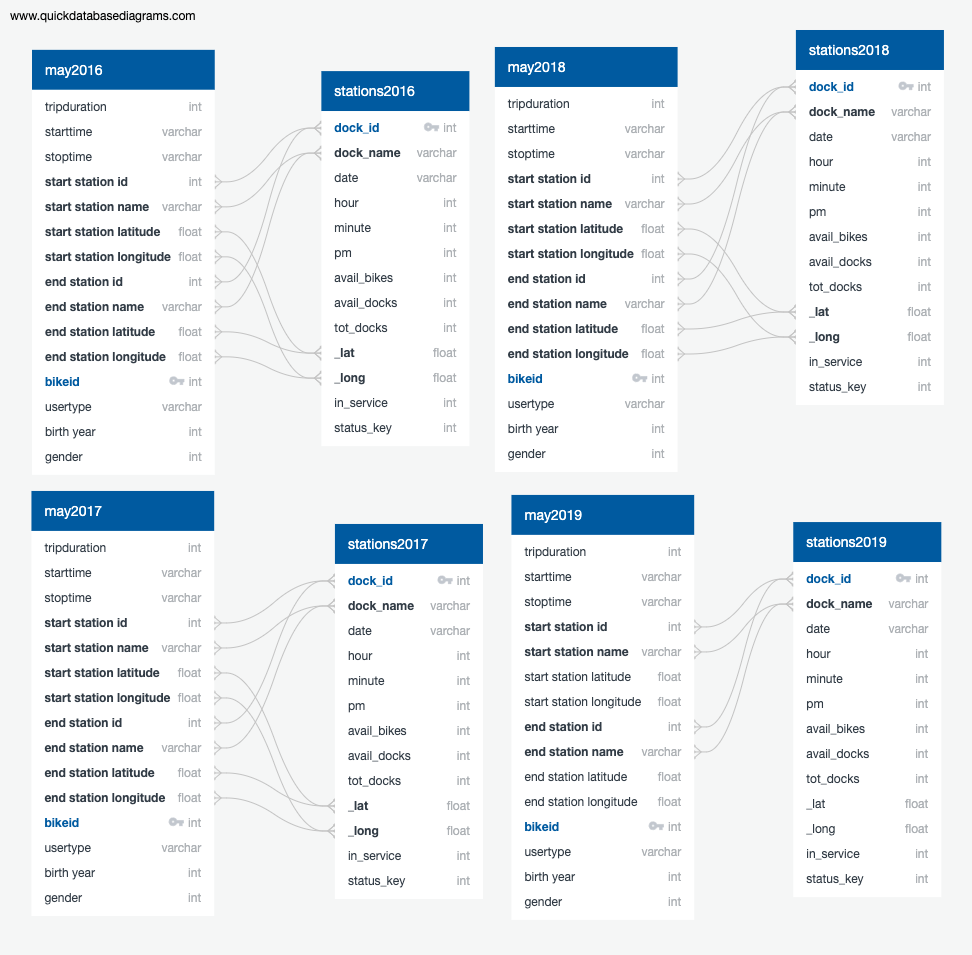 www.quickdatabasediagrams.com
may2016
tripduration int
starttime varchar
stoptime varchar
start station id int
start station name varchar
start station latitude float
start station longitude float
end station id int
end station name varchar
end station latitude float
end station longitude float
bikeid int
usertype varchar
birth year int
gender int
stations2016
dock_id int
dock_name varchar
date varchar
hour int
minute int
pm int
avail_bikes int
avail_docks int
tot_docks int
_lat float
_long float
in_service int
status_key int
may2018
tripduration int
starttime varchar
stoptime varchar
start station id int
start station name varchar
start station latitude float
start station longitude float
end station id int
end station name varchar
end station latitude float
end station longitude float
bikeid int
usertype varchar
birth year int
gender int
stations2018
dock_id int
dock_name varchar
date varchar
hour int
minute int
pm int
avail_bikes int
avail_docks int
tot_docks int
_lat float
_long float
in_service int
status_key int
may2017
tripduration int
starttime varchar
stoptime varchar
start station id int
start station name varchar
start station latitude float
start station longitude float
end station id int
end station name varchar
end station latitude float
end station longitude float
bikeid int
usertype varchar
birth year int
gender int
stations2017
dock_id int
dock_name varchar
date varchar
hour int
minute int
pm int
avail_bikes int
avail_docks int
tot_docks int
_lat float
_long float
in_service int
status_key int
may2019
tripduration int
starttime varchar
stoptime varchar
start station id int
start station name varchar
start station latitude float
start station longitude float
end station id int
end station name varchar
end station latitude float
end station longitude float
bikeid int
usertype varchar
birth year int
gender int
stations2019
dock_id int
dock_name varchar
date varchar
hour int
minute int
pm int
avail_bikes int
avail_docks int
tot_docks int
_lat float
_long float
in_service int
status_key int